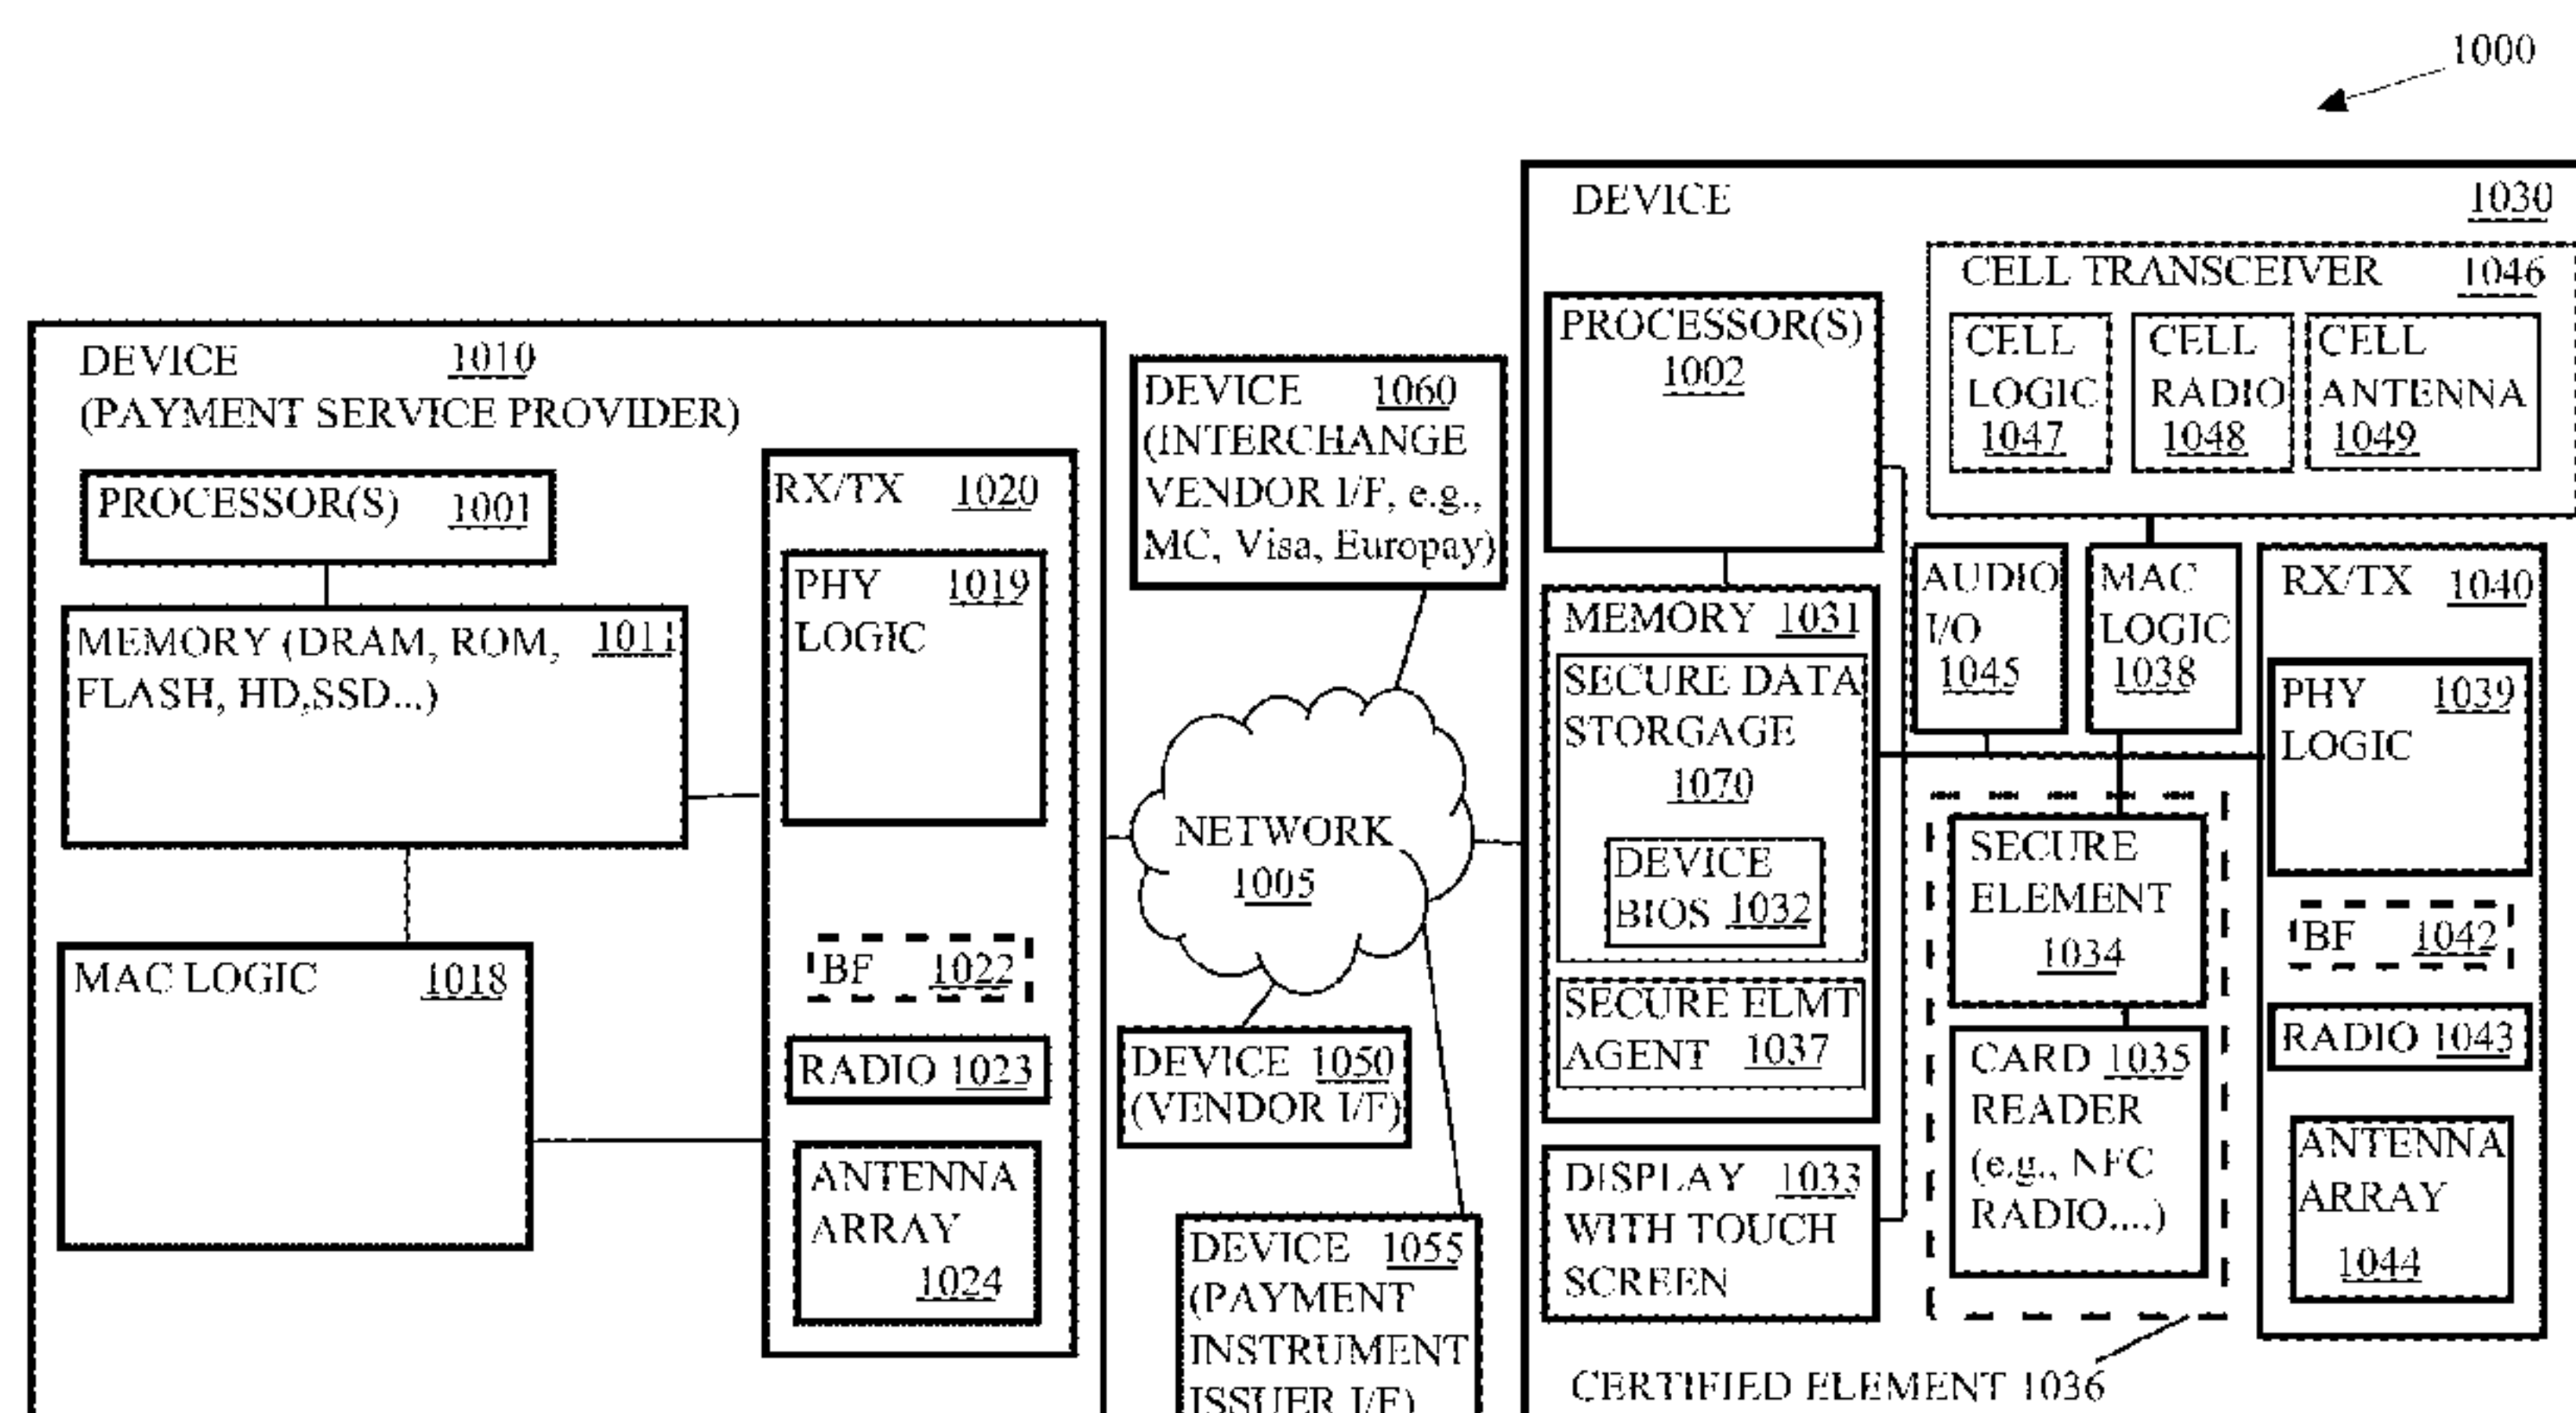 1000
DEVICE 1010
(PAYMENT SERVICE PROVIDER)
PROCESSOR(S) 1001
MEMORY (DRAM, ROM, 1011
FLASH, HD,SSD...)
MAC LOGIC 1018
RX/TX 1020
PHY 1019
LOGIC
BF 1022
RADIO 1023
ANTENNA
ARRAY
1024
DEVICE 1060
(INTERCHANGE
VENDOR I/F, e.g.,
MC, Visa, Europay)
NETWORK
1005
DEVICE 1050
(VENDOR I/F)
DEVICE 1055
(PAYMENT
INSTRUMENT
ISSUER I/F)
DEVICE 1030
PROCESSOR(S)
1002
MEMORY 1031
SECURE DATA
STORGAGE
1070
DEVICE
BIOS 1032
SECURE ELMT
AGENT 1037
DISPLAY 1033
WITH TOUCH
SCREEN
CELL TRANSCEIVER 1046
CELL
LOGIC
1047
CELL
RADIO
1048
CELL
ANTENNA
1049
AUDIO
I/O
1045
MAC
LOGIC
1038
SECURE
ELEMENT
1034
CARD 1035
READER
(e.g., NFC
RADIO....)
RX/TX 1040
PHY 1039
LOGIC
BF 1042
RADIO 1043
ANTENNA
ARRAY
1044
CERTIFIED ELEMENT 1036